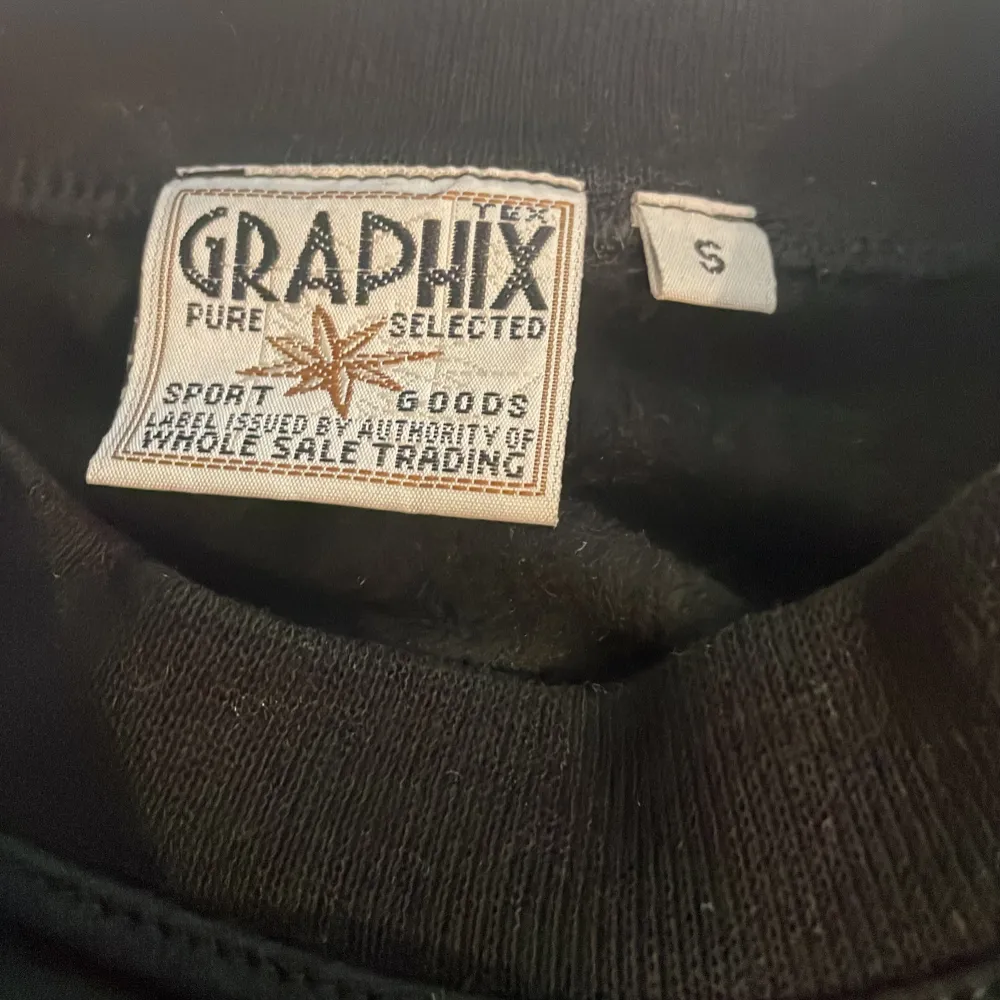 TEX
GRAPHIX
PURE SELECTED
SPORT GOODS
LABEL ISSUED BY AUTHORITY OF
WHOLE SALE TRADING
S